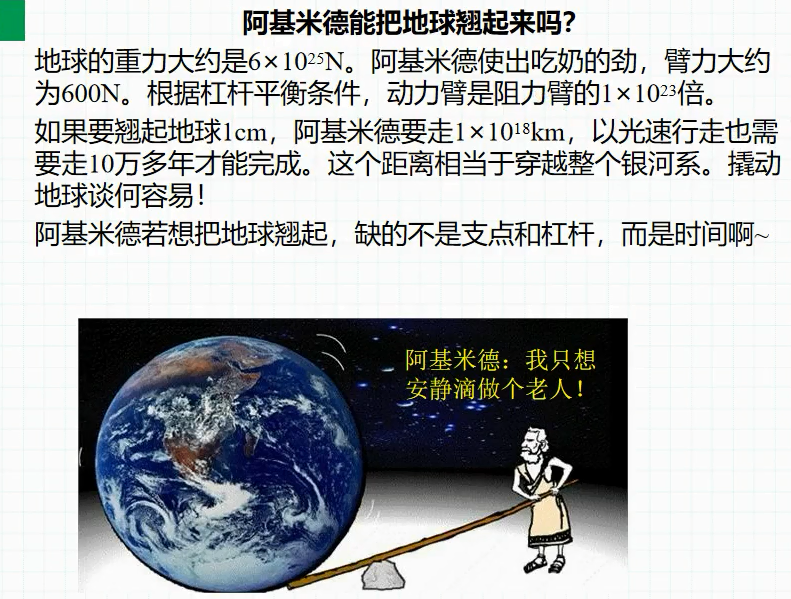 阿基米德能把地球翘起来吗？
地球的重力大约是6×10²⁵N。阿基米德使出吃奶的劲，臂力大约
为600N。根据杠杆平衡条件，动力臂是阻力臂的1×10²³倍。
如果要翘起地球1cm，阿基米德要走1×10¹⁸km，以光速行走也需
要走10万多年才能完成。这个距离相当于穿越整个银河系。撬动
地球谈何容易！
阿基米德若想把地球翘起，缺的不是支点和杠杆，而是时间啊~
阿基米德：我只想
安静滴做个老人！